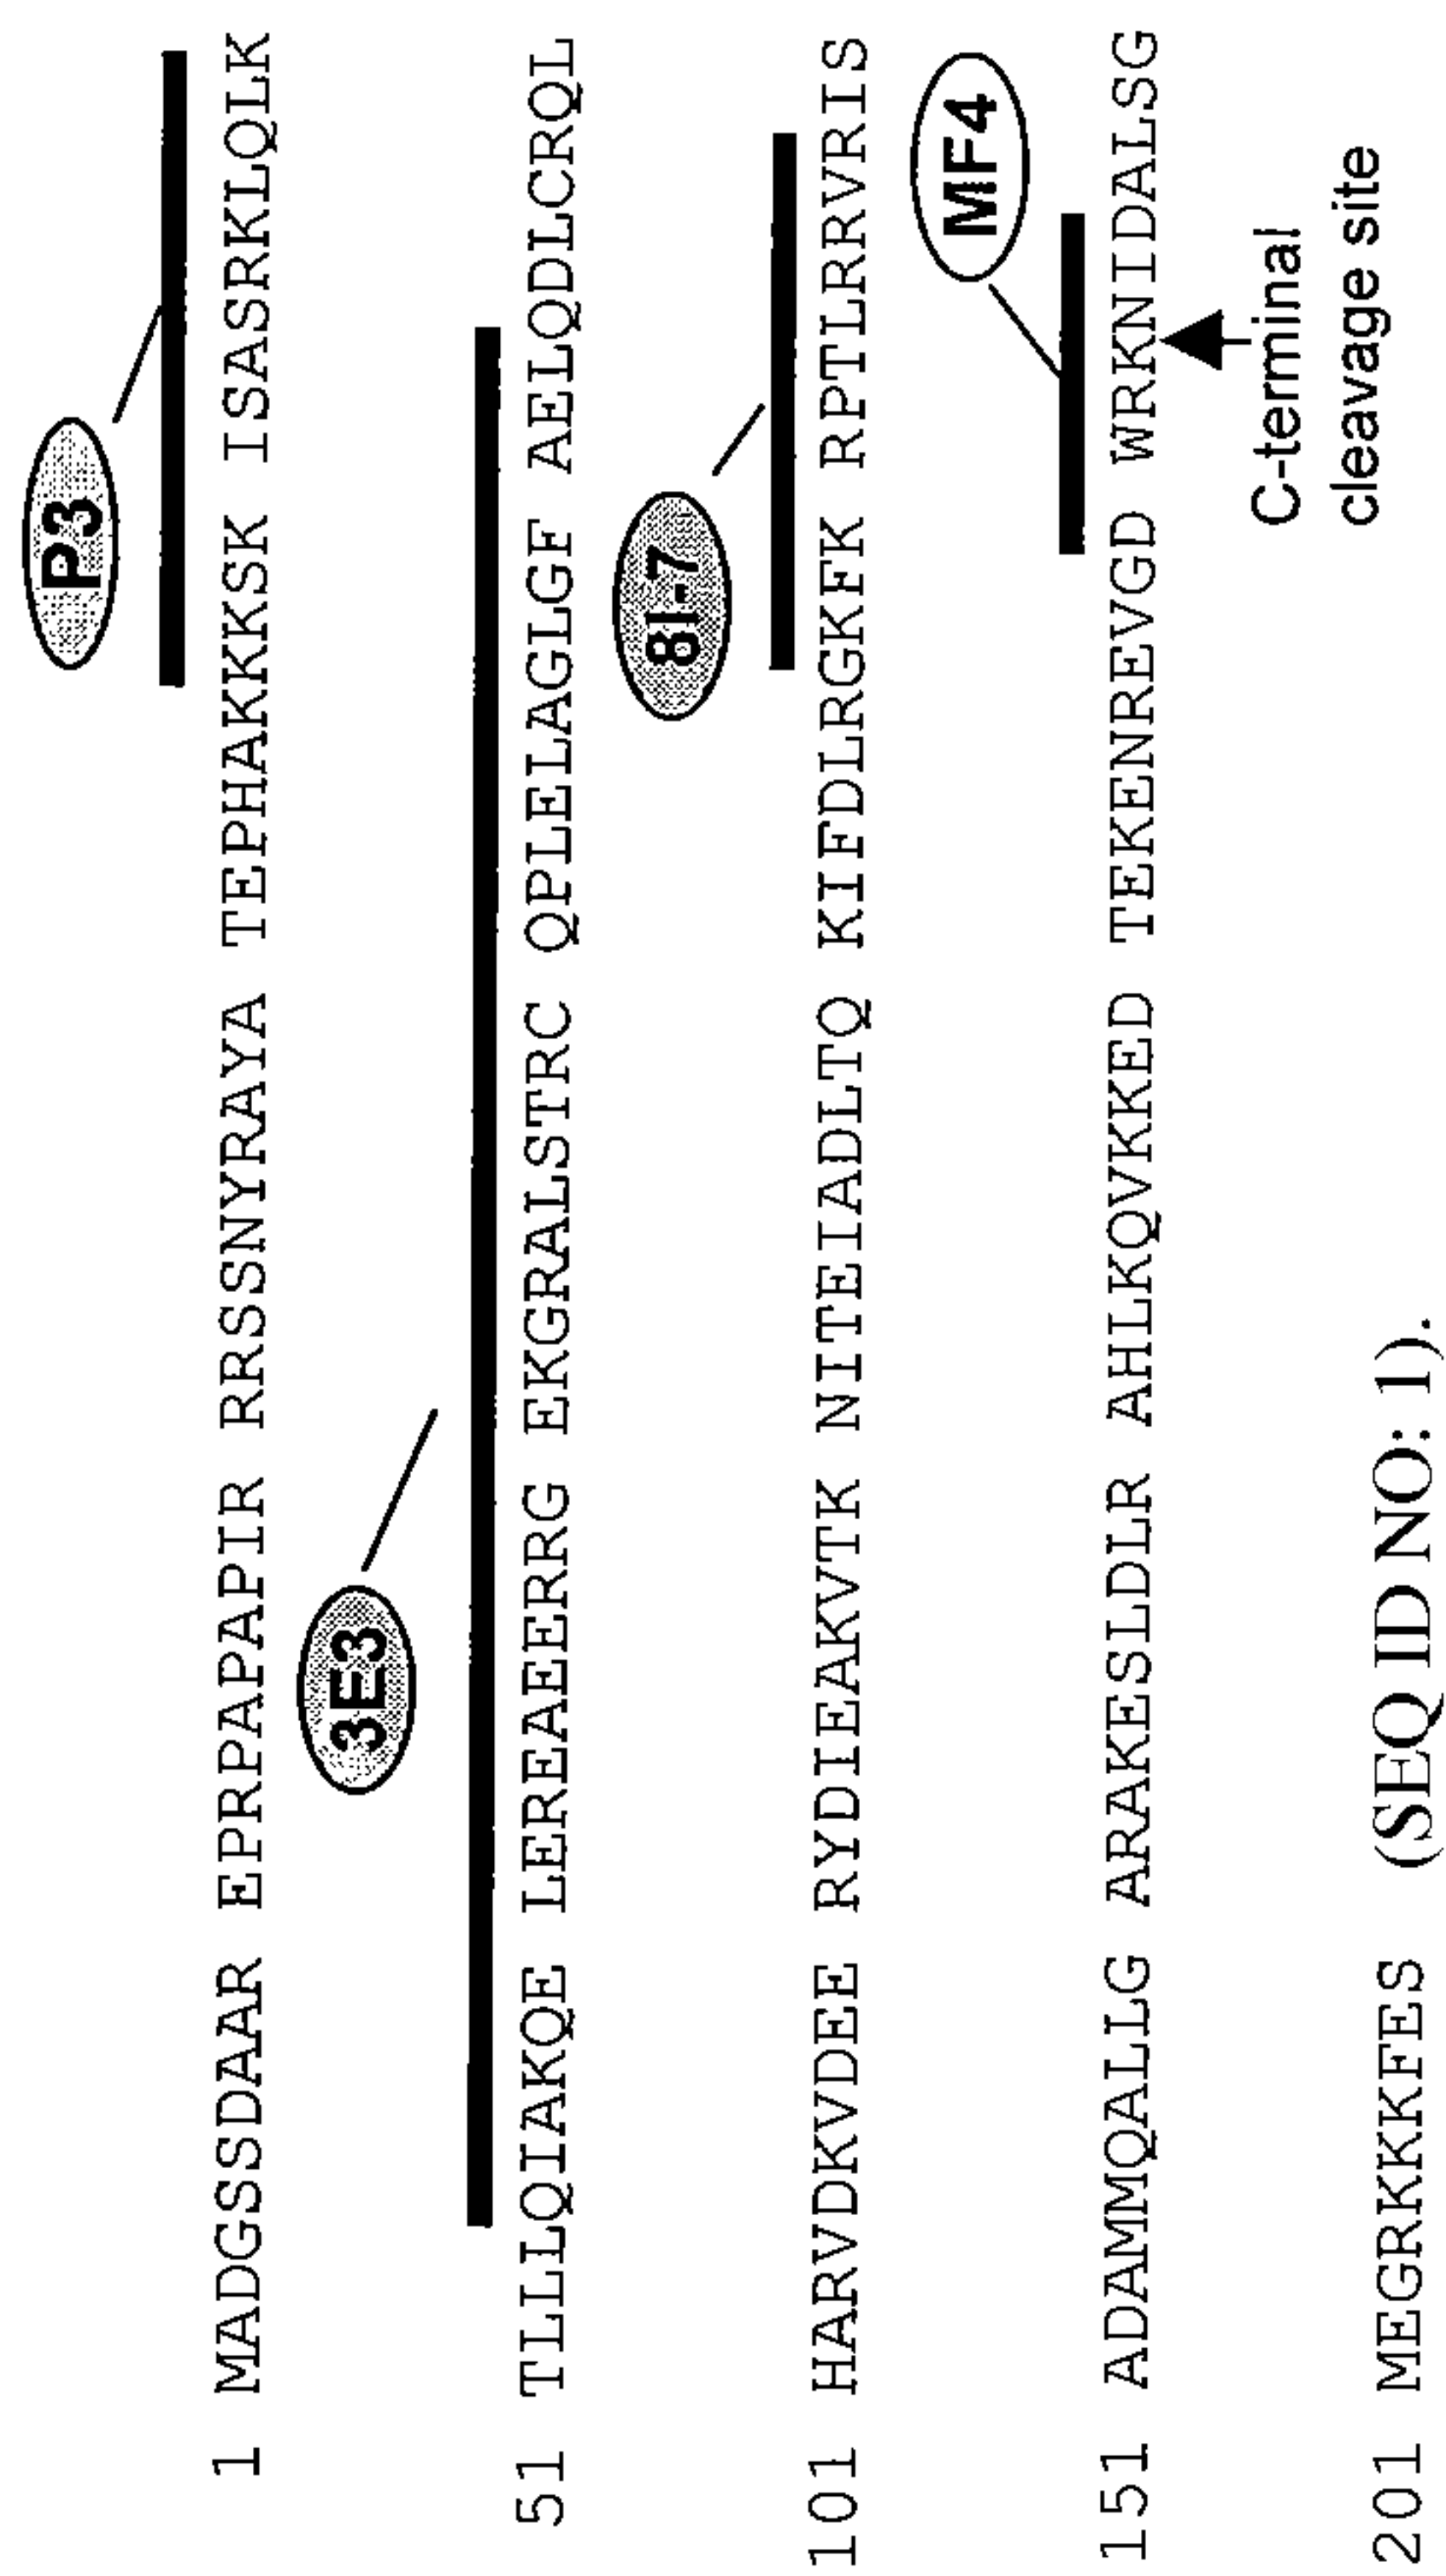 P3
1 MADGSSDAAR EPRPAPAPIR RRSSNYRAYA TEPHAKKKSK ISASRKLQLK
3E3
51 TLLLQIAKQE LEREAEERRG EKGRALSTRC QPLELAGLGF AELQDLCRQL
8I-7
101 HARVDKVDEE RYDIEAKVTK NITEIADLTQ KIFDLRGKFK RPTLRRVRIS
MF4
151 ADAMMQALLG ARAKESLDLR AHLKQVKKED TEKENREVGD WRKNIDALSG
C-terminal
cleavage site
201 MEGRKKKFES (SEQ ID NO: 1).